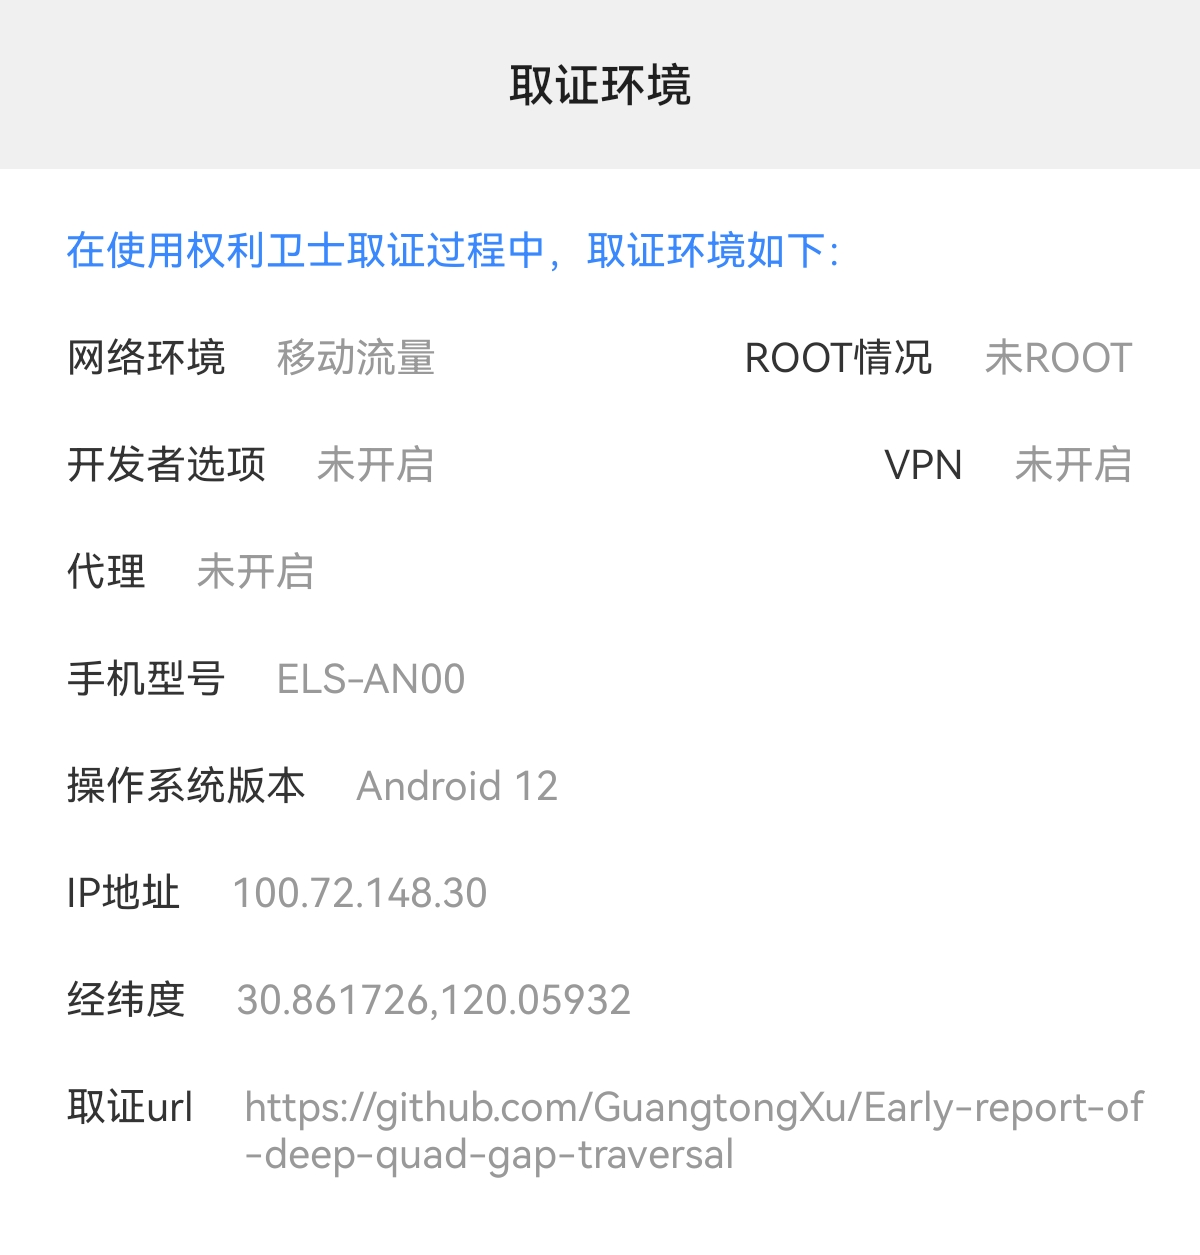 取证环境
在使用权利卫士取证过程中，取证环境如下:
网络环境 移动流量 ROOT情况 未ROOT
开发者选项 未开启 VPN 未开启
代理 未开启
手机型号 ELS-AN00
操作系统版本 Android 12
IP地址 100.72.148.30
经纬度 30.861726,120.05932
取证url https://github.com/GuangtongXu/Early-report-of
-deep-quad-gap-traversal